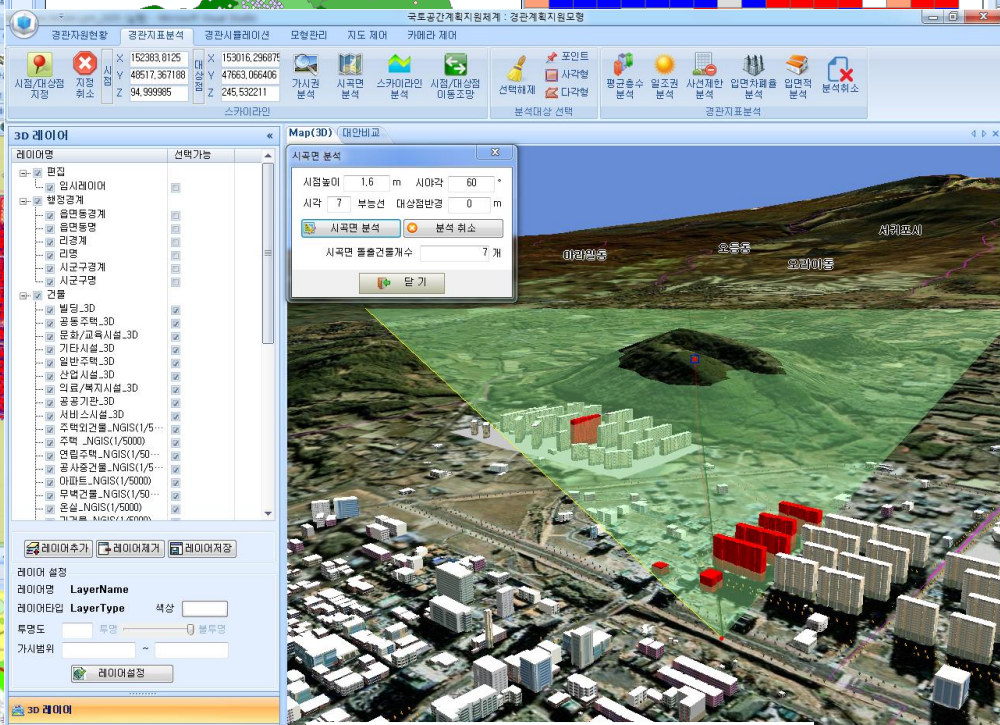 국토공간계획지원체계 : 경관계획지원모형
경관자원현황 경관지표분석 경관시뮬레이션 모형관리 지도 제어 카메라 제어
시점/대상점 지정
지정 취소
시점
X 152383,8125
Y 48517,367188
Z 94,999985
대상점
X 153016,296875
Y 47663,066406
Z 245,532211
가시권 분석
시곡면 분석
스카이라인 분석
시점/대상점 이동조망
스카이라인
선택해제
포인트
사각형
다각형
분석대상 선택
평균층수 분석
일조권 분석
사선제한 분석
입면차폐율 분석
입면적 분석
분석취소
경관지표분석
3D 레이어 «
레이어명 선택가능
편집
임시레이어
행정경계
읍면동경계
읍면동명
리경계
리명
시군구경계
시군구명
건물
빌딩_3D
공동주택_3D
문화/교육시설_3D
기타시설_3D
일반주택_3D
산업시설_3D
의료/복지시설_3D
공공기관_3D
서비스시설_3D
주택외건물_NGIS(1/5···
주택 _NGIS(1/5000)
연립주택_NGIS(1/50···
공사중건물_NGIS(1/5···
아파트_NGIS(1/5000)
무벽건물_NGIS(1/50···
온실_NGIS(1/5000)
레이어추가 레이어제거 레이어저장
레이어 설정
레이어명 LayerName
레이어타입 LayerType 색상
투명도 투명 불투명
가시범위 ~
레이어설정
3D 레이어
Map(3D) 대안비교
시곡면 분석
시점높이 1,6 m 시야각 60 °
시각 7 부능선 대상점반경 0 m
시곡면 분석 분석 취소
시곡면 돌출건물개수 7 개
닫 기
아라일동
오등동
오라이동
서귀포시